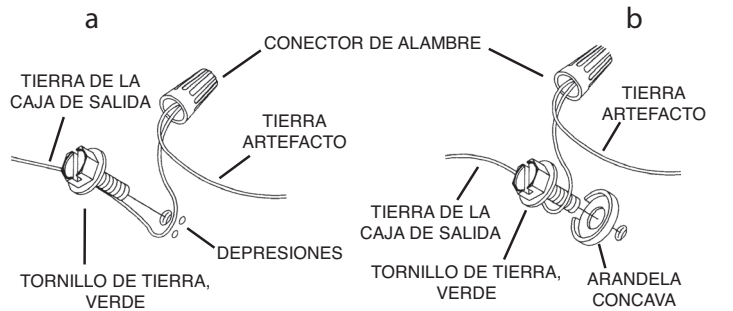 a
b
CONECTOR DE ALAMBRE
TIERRA DE LA
CAJA DE SALIDA
TIERRA
ARTEFACTO
DEPRESIONES
TORNILLO DE TIERRA,
VERDE
TIERRA
ARTEFACTO
TIERRA DE LA
CAJA DE SALIDA
TORNILLO DE TIERRA,
VERDE
ARANDELA
CONCAVA